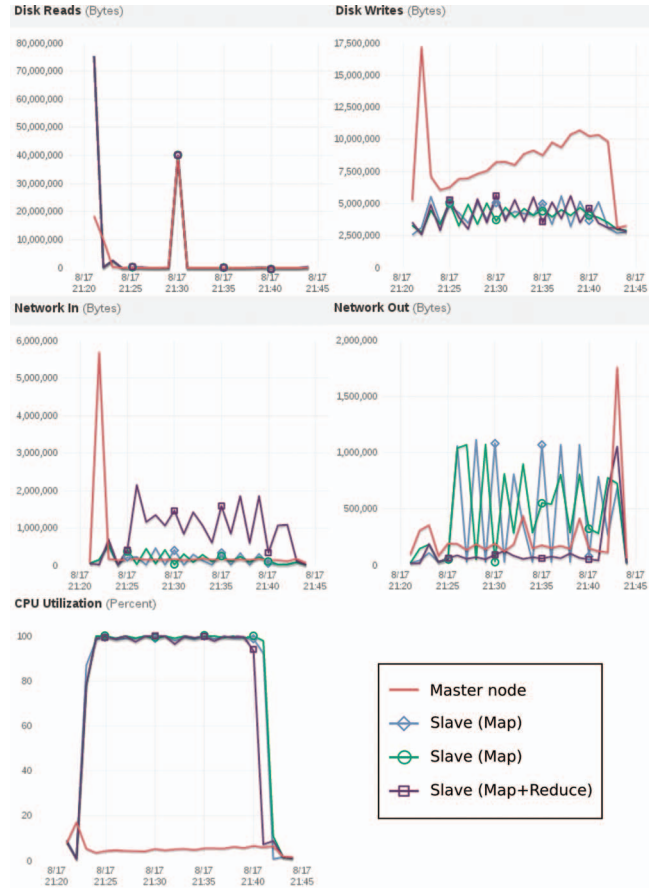 Disk Reads (Bytes)
80,000,000
70,000,000
60,000,000
50,000,000
40,000,000
30,000,000
20,000,000
10,000,000
0
8/17 8/17 8/17 8/17 8/17 8/17
21:20 21:25 21:30 21:35 21:40 21:45
Disk Writes (Bytes)
17,500,000
15,000,000
12,500,000
10,000,000
7,500,000
5,000,000
2,500,000
0
8/17 8/17 8/17 8/17 8/17 8/17
21:20 21:25 21:30 21:35 21:40 21:45
Network In (Bytes)
6,000,000
5,000,000
4,000,000
3,000,000
2,000,000
1,000,000
0
8/17 8/17 8/17 8/17 8/17 8/17
21:20 21:25 21:30 21:35 21:40 21:45
Network Out (Bytes)
2,000,000
1,500,000
1,000,000
500,000
0
8/17 8/17 8/17 8/17 8/17 8/17
21:20 21:25 21:30 21:35 21:40 21:45
CPU Utilization (Percent)
100
80
60
40
20
0
8/17 8/17 8/17 8/17 8/17 8/17
21:20 21:25 21:30 21:35 21:40 21:45
Master node
Slave (Map)
Slave (Map)
Slave (Map+Reduce)